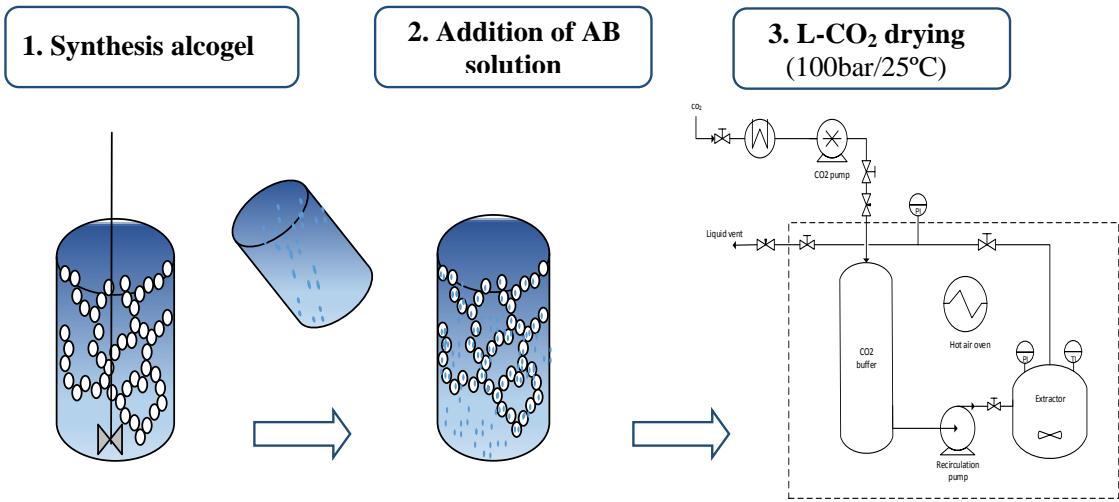 1. Synthesis alcogel
2. Addition of AB
solution
3. L-CO₂ drying
(100bar/25ºC)
CO₂
CO2 pump
PI
Liquid vent
CO2
buffer
Hot air oven
PI
TI
Extractor
Recirculation
pump